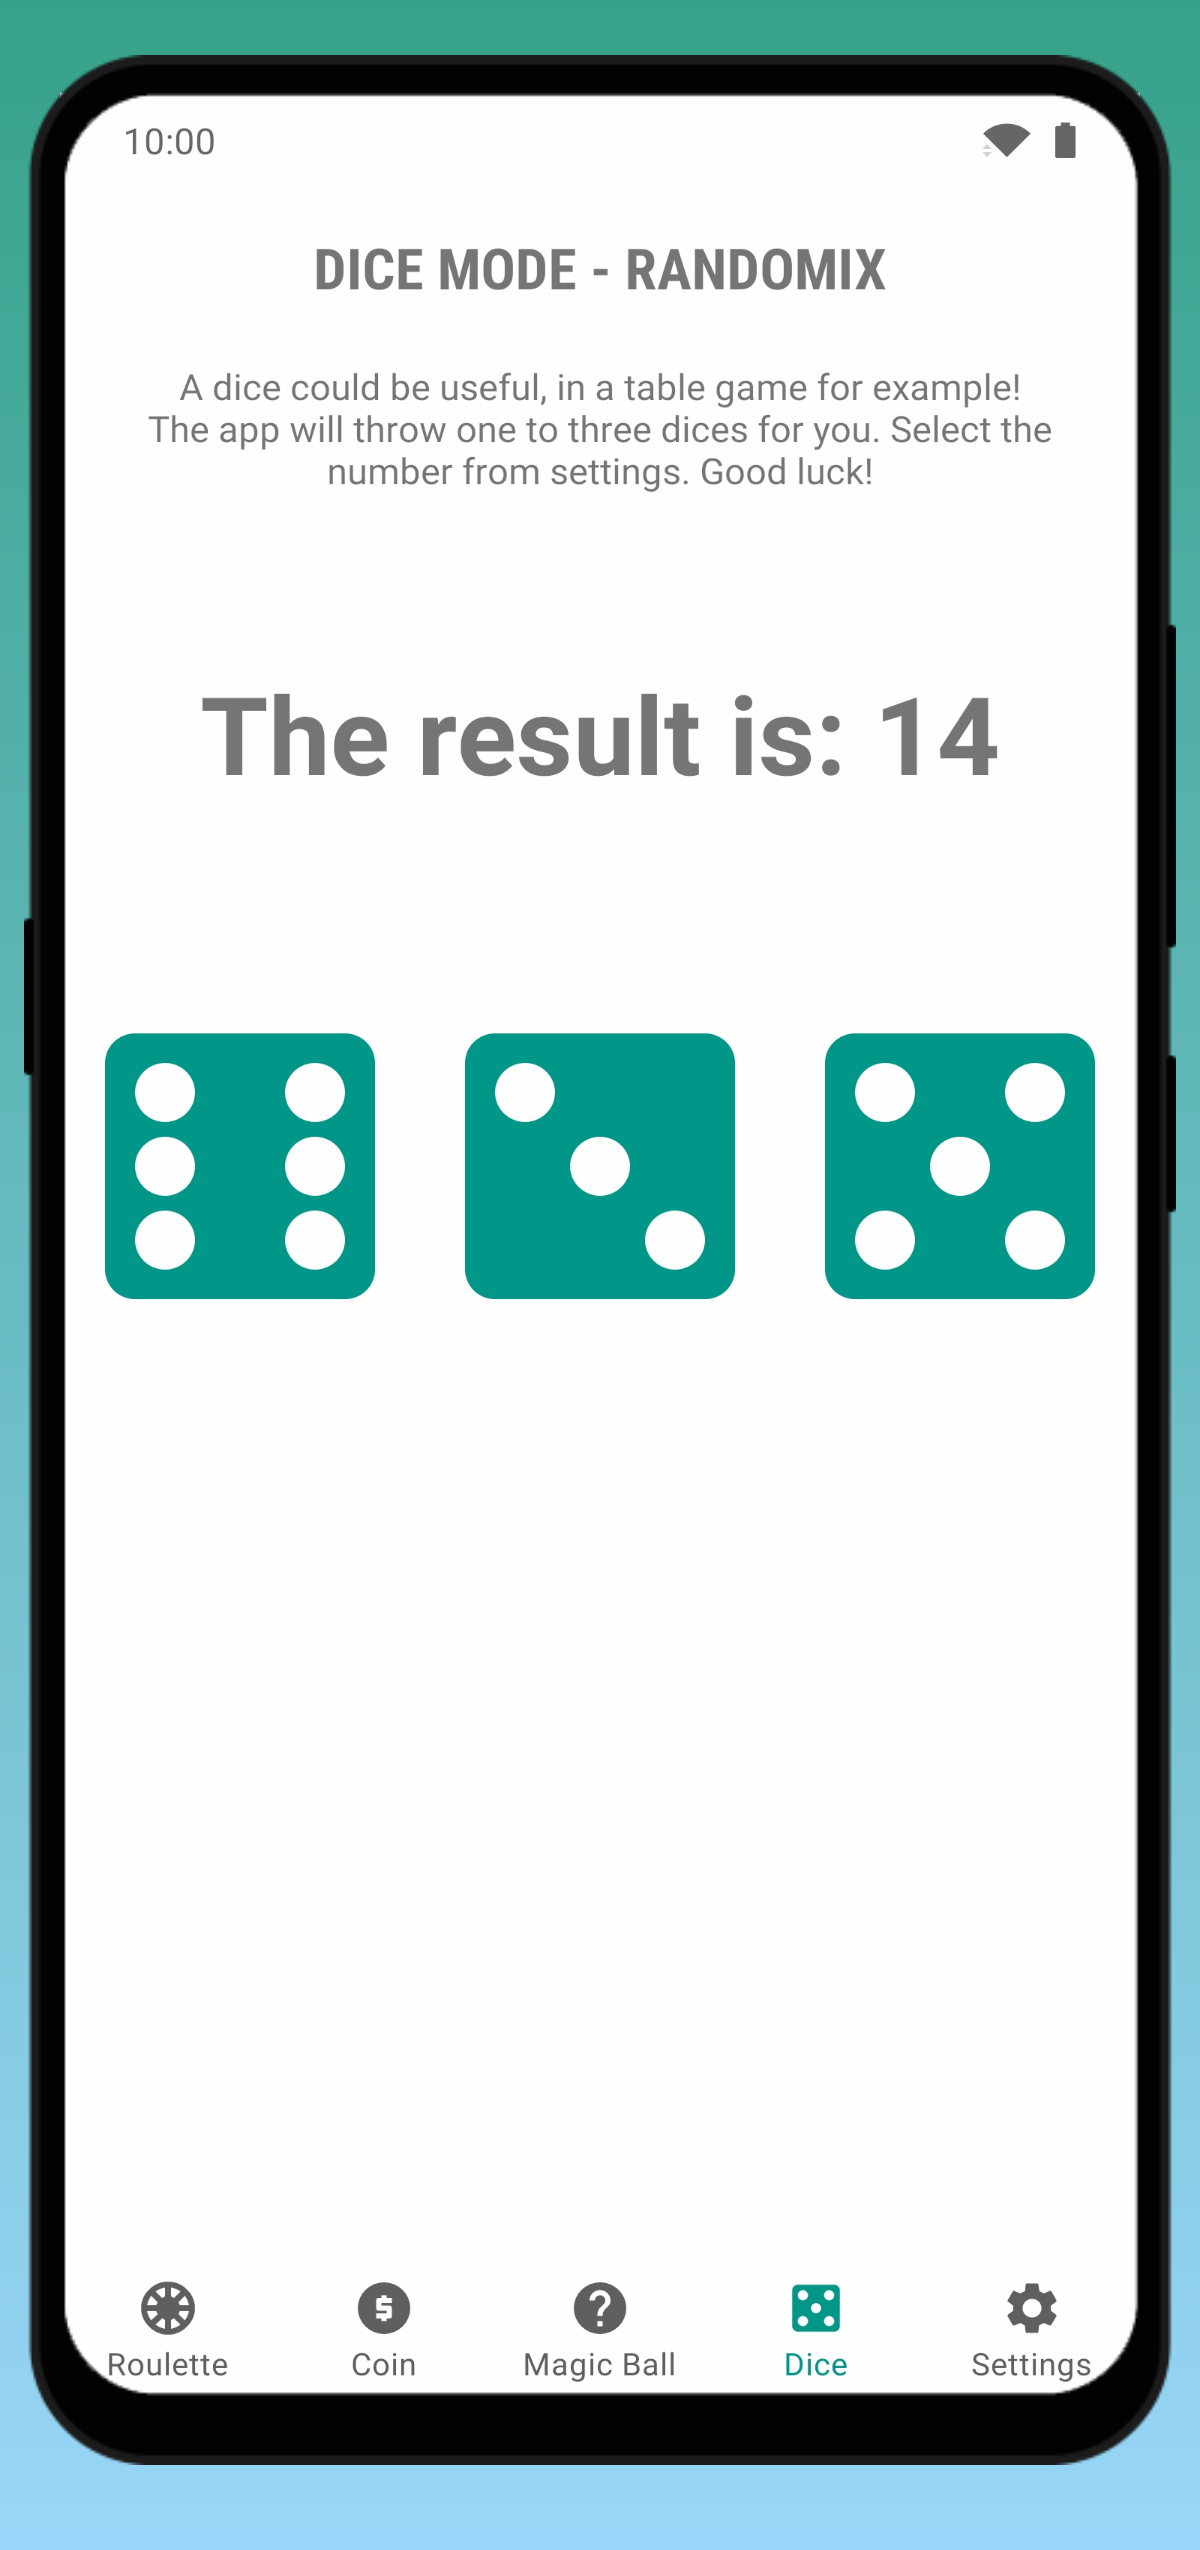 10:00
DICE MODE - RANDOMIX
A dice could be useful, in a table game for example!
The app will throw one to three dices for you. Select the
number from settings. Good luck!
The result is: 14
Roulette
Coin
Magic Ball
Dice
Settings